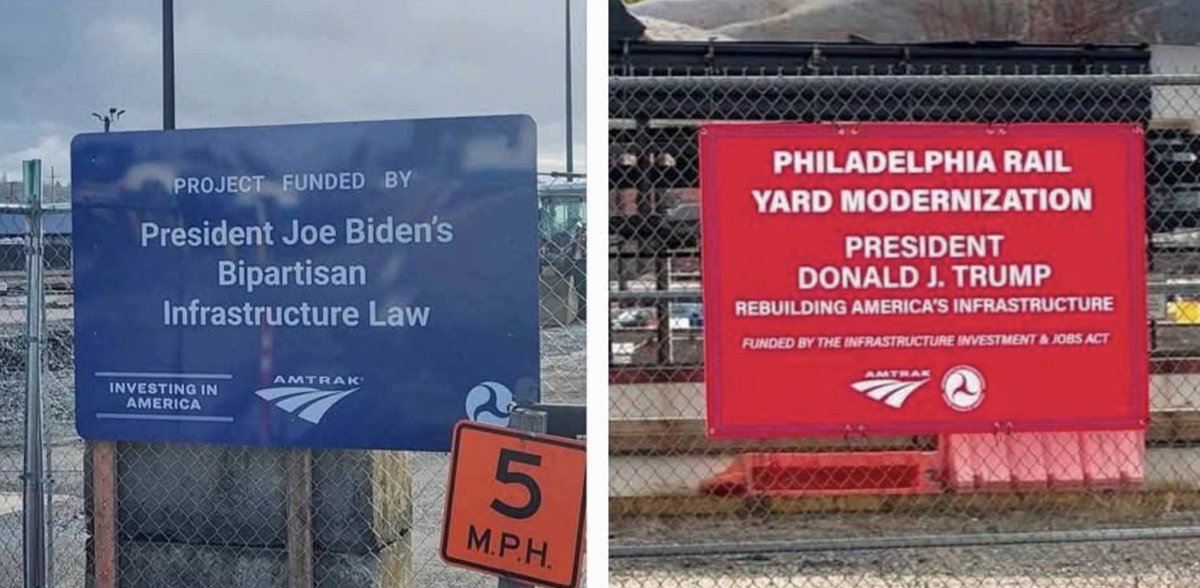 PROJECT FUNDED BY
President Joe Biden's
Bipartisan
Infrastructure Law
INVESTING IN
AMERICA
AMTRAK
5
M.P.H.
PHILADELPHIA RAIL
YARD MODERNIZATION
PRESIDENT
DONALD J. TRUMP
REBUILDING AMERICA'S INFRASTRUCTURE
FUNDED BY THE INFRASTRUCTURE INVESTMENT & JOBS ACT
AMTRAK